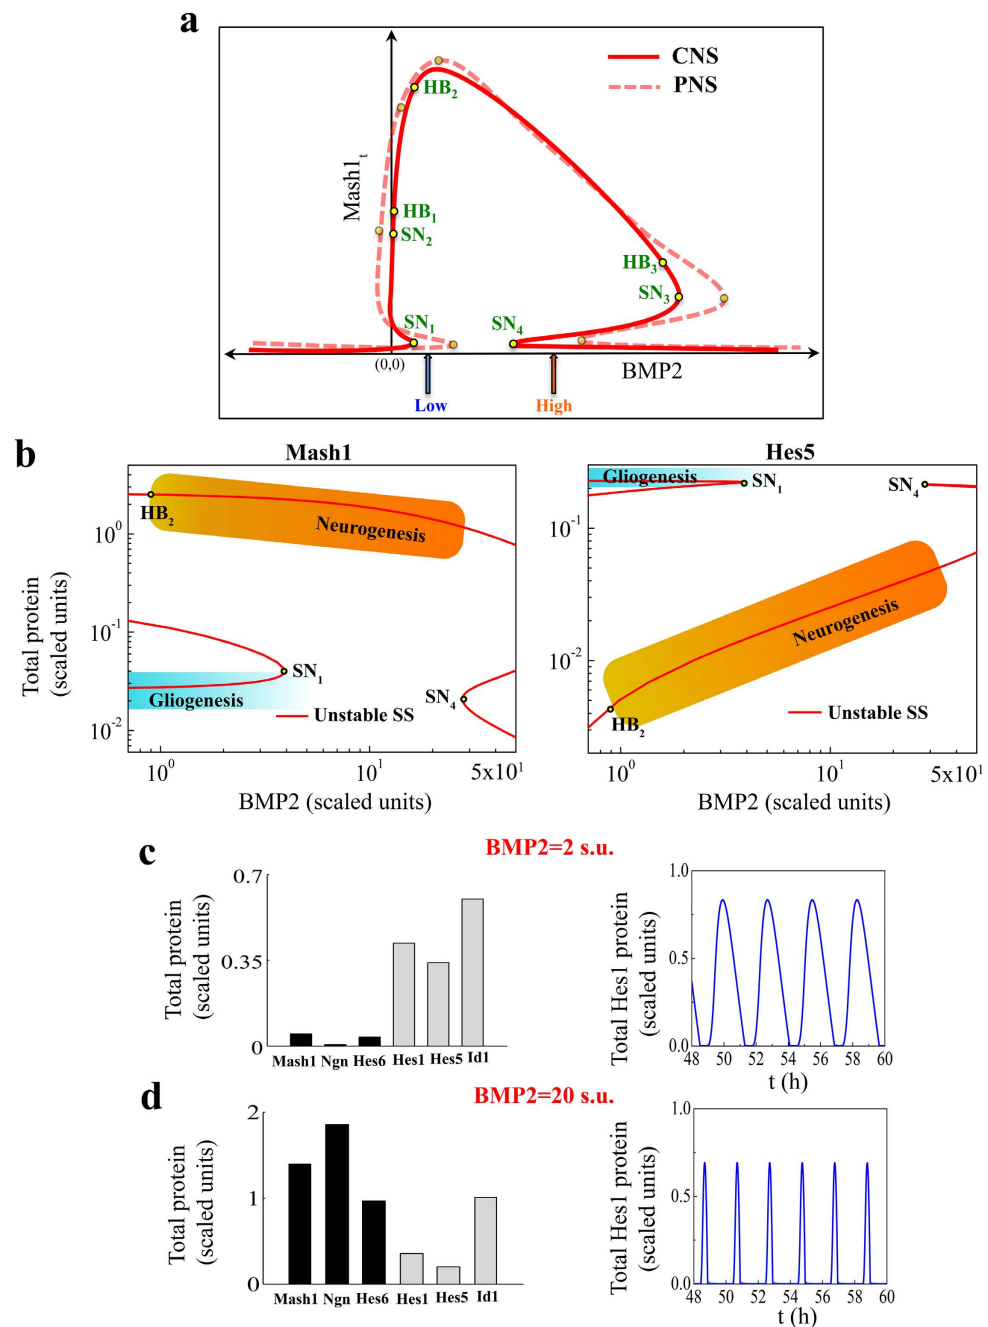 a
CNS
PNS
HB2
Mash1t
HB1
SN2
HB3
SN3
SN1
SN4
(0,0)
BMP2
Low
High
b
Mash1
Hes5
Total protein
(scaled units)
10^0
10^-1
10^-2
HB2
Neurogenesis
SN1
SN4
Gliogenesis
Unstable SS
10^0
10^1
5x10^1
BMP2 (scaled units)
Gliogenesis
SN1
SN4
10^-1
10^-2
Neurogenesis
HB2
Unstable SS
10^0
10^1
5x10^1
BMP2 (scaled units)
c
BMP2=2 s.u.
Total protein
(scaled units)
0.7
0.35
0
Mash1 Ngn Hes6 Hes1 Hes5 Id1
Total Hes1 protein
(scaled units)
1.0
0.5
0.0
48 50 52 54 56 58 60
t (h)
d
BMP2=20 s.u.
Total protein
(scaled units)
2
1
0
Mash1 Ngn Hes6 Hes1 Hes5 Id1
Total Hes1 protein
(scaled units)
1.0
0.5
0.0
48 50 52 54 56 58 60
t (h)